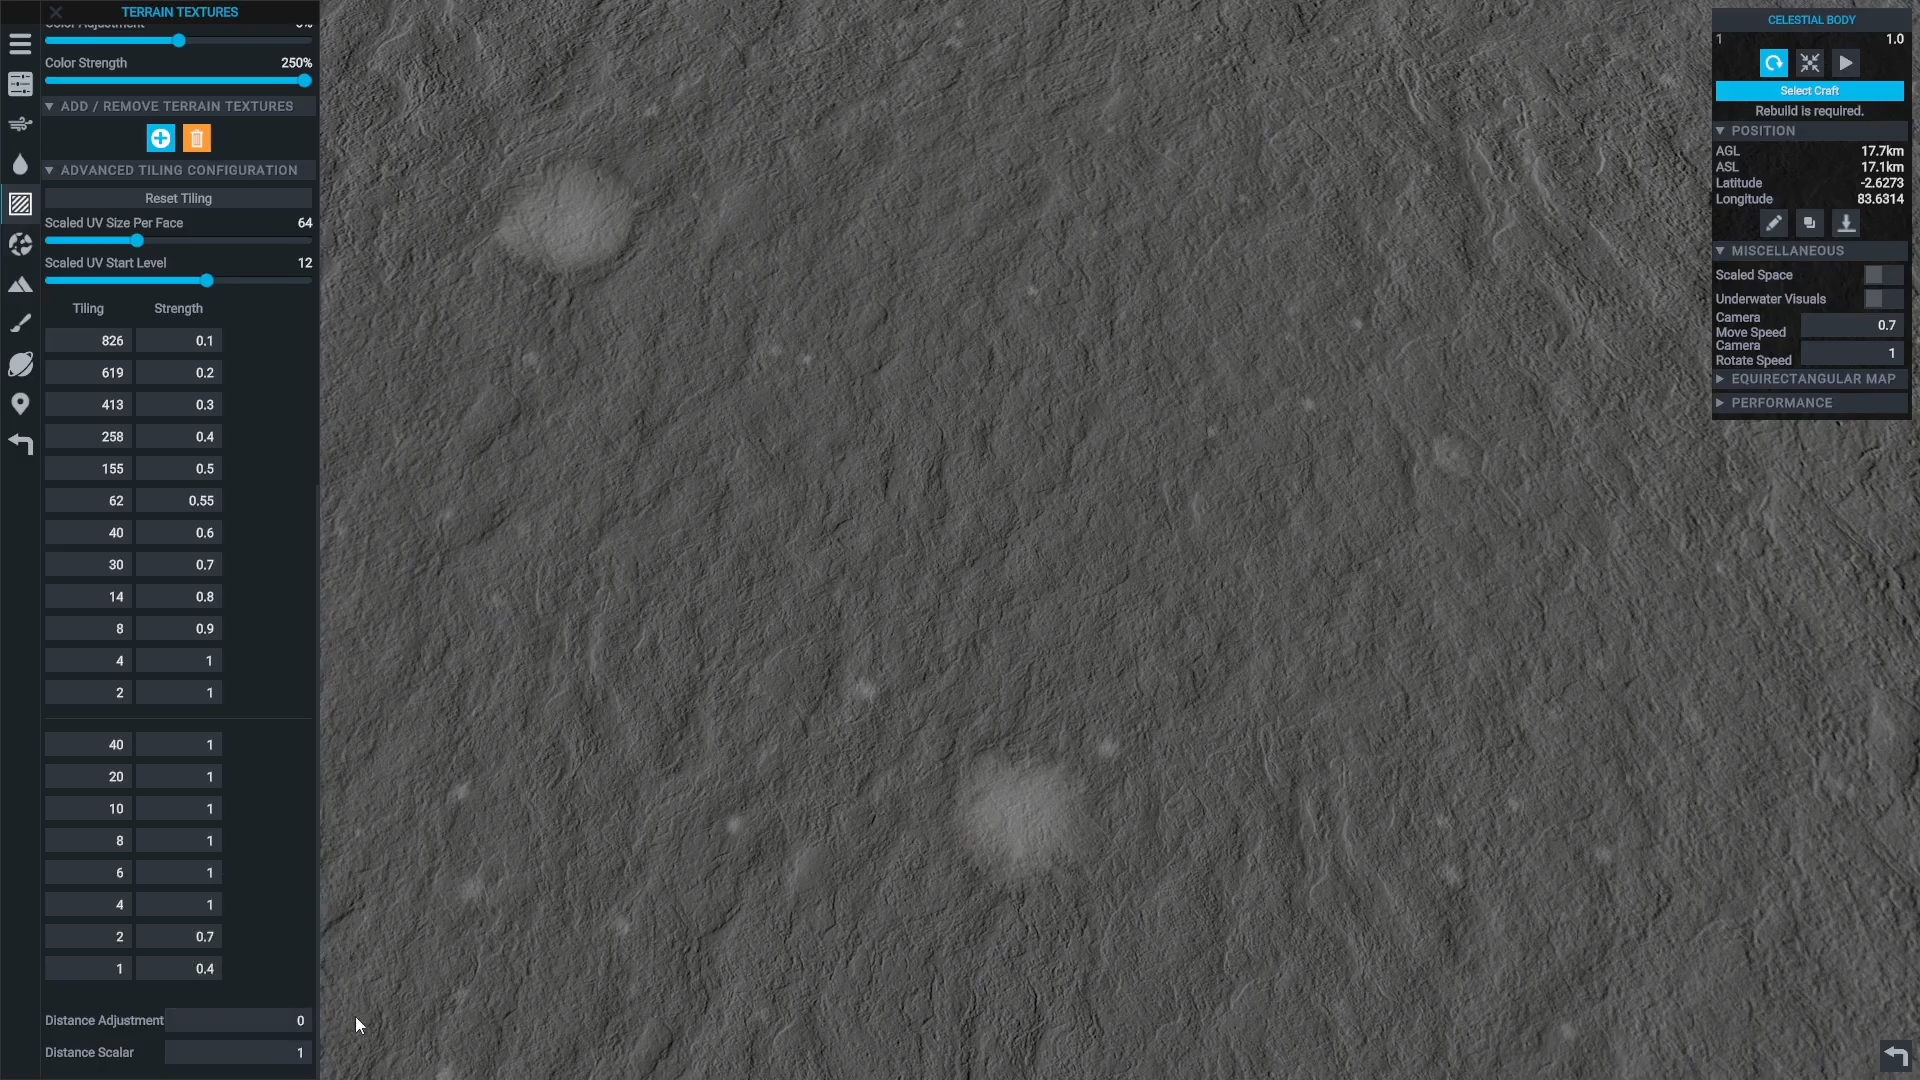 TERRAIN TEXTURES
Color Adjustment 0%
Color Strength 250%
ADD / REMOVE TERRAIN TEXTURES
ADVANCED TILING CONFIGURATION
Reset Tiling
Scaled UV Size Per Face 64
Scaled UV Start Level 12
Tiling Strength
826 0.1
619 0.2
413 0.3
258 0.4
155 0.5
62 0.55
40 0.6
30 0.7
14 0.8
8 0.9
4 1
2 1
40 1
20 1
10 1
8 1
6 1
4 1
2 0.7
1 0.4
Distance Adjustment 0
Distance Scalar 1
CELESTIAL BODY
1 1.0
Select Craft
Rebuild is required.
POSITION
AGL 17.7km
ASL 17.1km
Latitude -2.6273
Longitude 83.6314
MISCELLANEOUS
Scaled Space
Underwater Visuals
Camera
Move Speed 0.7
Camera
Rotate Speed 1
EQUIRECTANGULAR MAP
PERFORMANCE